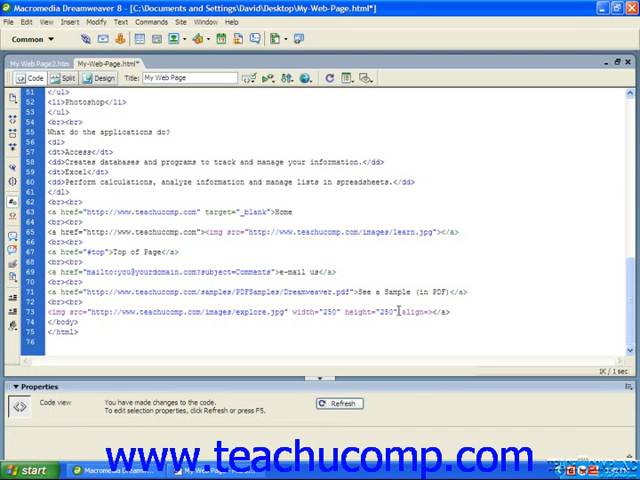 Macromedia Dreamweaver 8 - [C:\Documents and Settings\David\Desktop\My-Web-Page.html*]
File Edit View Insert Modify Text Commands Site Window Help
Common
My Web Page2.htm My-Web-Page.html*
Code Split Design Title: My Web Page
51 </ul>
52 <li>Photoshop</li>
53 </ul>
54 <br><br>
55 What do the applications do?
56 <dl>
57 <dt>Access</dt>
58 <dd>Creates databases and programs to track and manage your information.</dd>
59 <dt>Excel</dt>
60 <dd>Perform calculations, analyze information and manage lists in spreadsheets.</dd>
61 </dl>
62 <br><br>
63 <a href="http://www.teachucomp.com" target="_blank">Home
64 <br><br>
65 <a href="http://www.teachucomp.com"><img src="http://www.teachucomp.com/images/learn.jpg"></a>
66 <br><br>
67 <a href="#top">Top of Page</a>
68 <br><br>
69 <a href="mailto:you@yourdomain.com?subject=Comments">e-mail us</a>
70 <br><br>
71 <a href="http://www.teachucomp.com/samples/PDFSamples/Dreamweaver.pdf">See a Sample (in PDF)</a>
72 <br><br>
73 <img src="http://www.teachucomp.com/images/explore.jpg" width="250" height="250" align=></a>
74 </body>
75 </html>
76
1K / 1 sec
Properties
Code view You have made changes to the code.
To edit selection properties, click Refresh or press F5.
Refresh
www.teachucomp.com
start Macromedia Dreamwe... My Web Page - Micros...